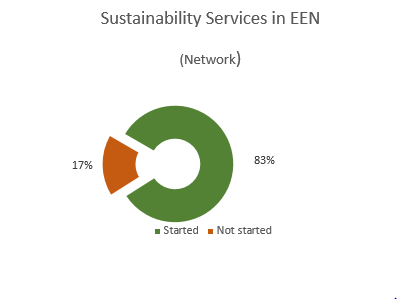 Sustainability Services in EEN
(Network)
17%
83%
Started
Not started